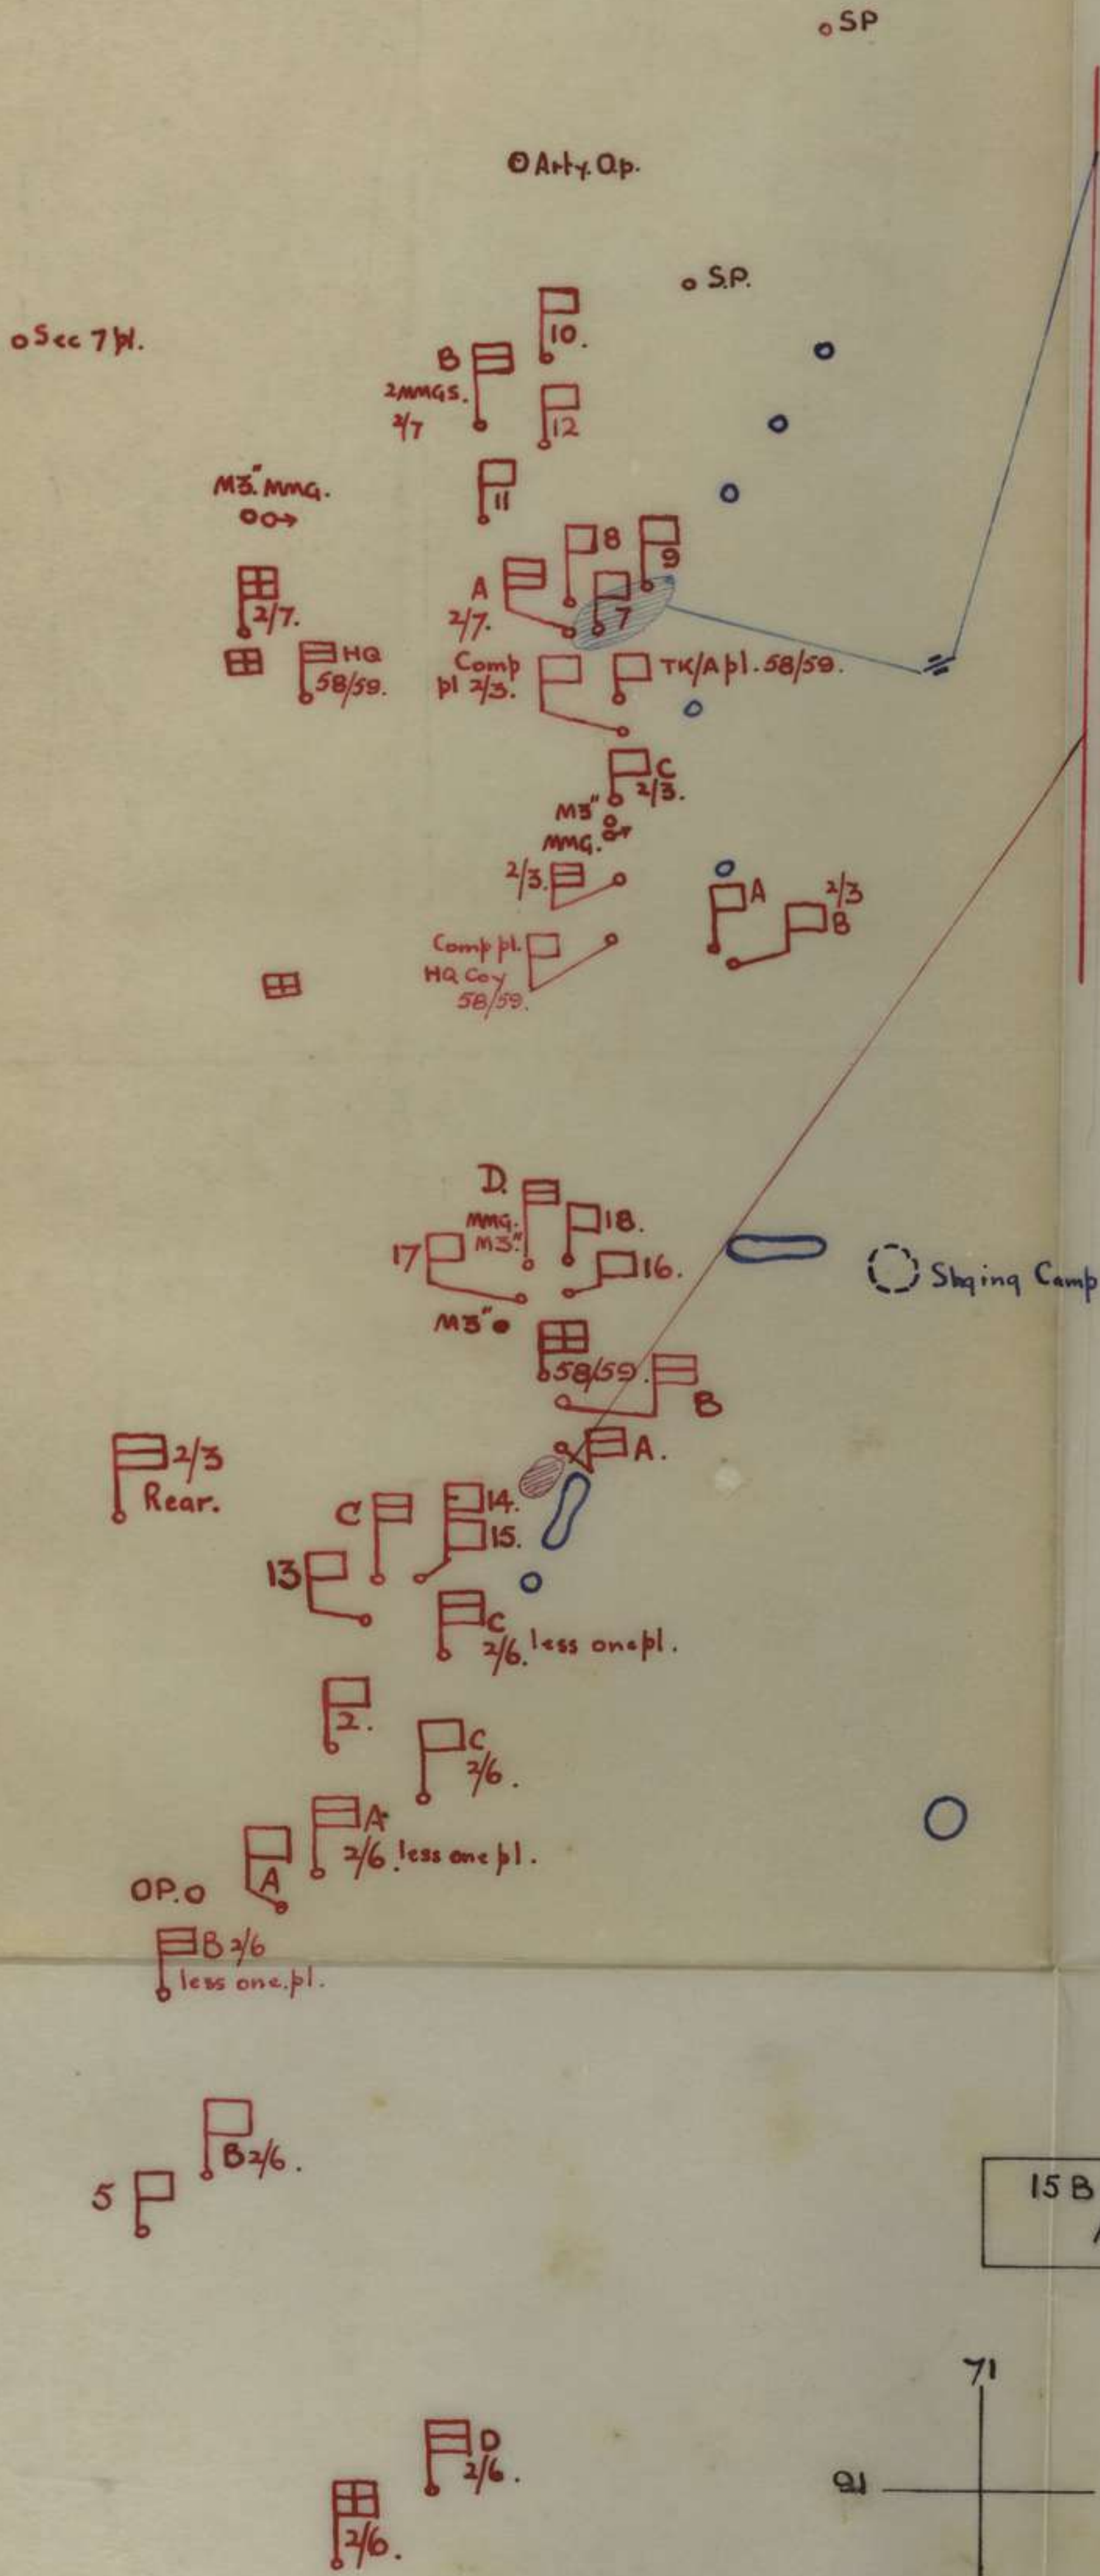 SP
Arty. O.p.
S.P.
Sec 7 pl.
10.
B
2 MMGS.
2/7
12
11
M3." MMG.
8
9
A
2/7.
7
2/7.
HQ
58/59.
Comp
pl 2/3.
TK/A pl. 58/59.
C
2/3.
M3"
MMG.
2/3.
A
2/3
B
Comp pl.
HQ Coy
58/59.
D.
MMG.
M3."
18.
17
16.
Stging Camp
M3"
58/59.
B
A.
2/3
Rear.
C
14.
15.
13
C
2/6. less one pl.
2.
C
2/6.
A
2/6. less one pl.
A
OP.
B 2/6
less one. pl.
B 2/6.
5
15 B
71
D
2/6.
2/6.